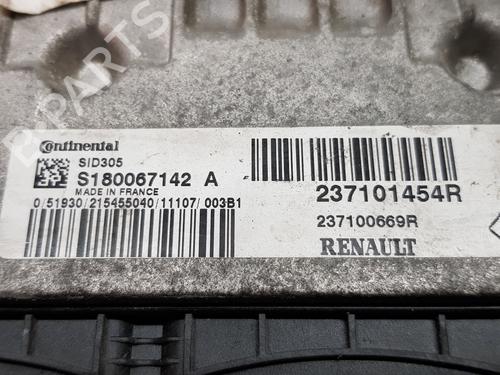 Continental
SID305
S180067142 A
MADE IN FRANCE
0/51930/215455040/11107/003B1
237101454R
237100669R
RENAULT